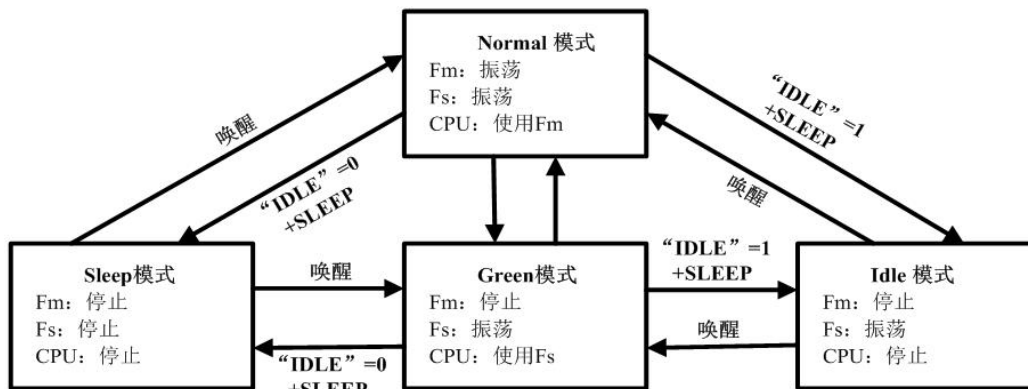 Normal 模式
Fm：振荡
Fs：振荡
CPU：使用Fm
唤醒
“IDLE”=0
+SLEEP
“IDLE”=1
+SLEEP
唤醒
Sleep模式
Fm：停止
Fs：停止
CPU：停止
唤醒
“IDLE”=0
+SLEEP
Green模式
Fm：停止
Fs：振荡
CPU：使用Fs
“IDLE”=1
+SLEEP
唤醒
Idle 模式
Fm：停止
Fs：振荡
CPU：停止